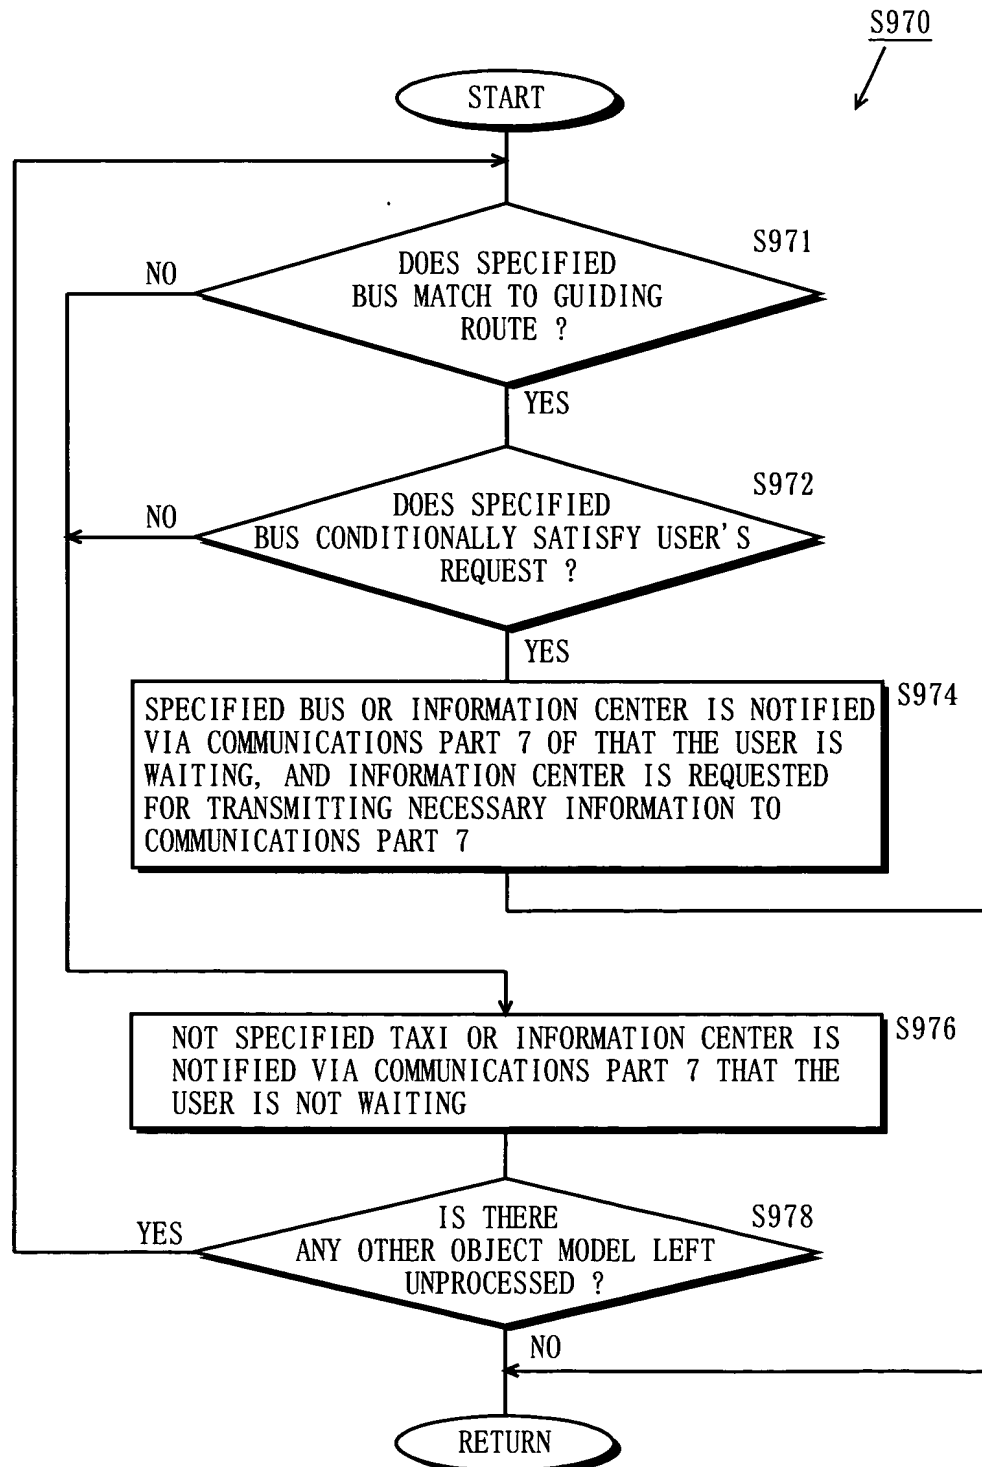 S970
START
S971
DOES SPECIFIED
BUS MATCH TO GUIDING
ROUTE ?
NO
YES
S972
DOES SPECIFIED
BUS CONDITIONALLY SATISFY USER'S
REQUEST ?
NO
YES
S974
SPECIFIED BUS OR INFORMATION CENTER IS NOTIFIED
VIA COMMUNICATIONS PART 7 OF THAT THE USER IS
WAITING, AND INFORMATION CENTER IS REQUESTED
FOR TRANSMITTING NECESSARY INFORMATION TO
COMMUNICATIONS PART 7
S976
NOT SPECIFIED TAXI OR INFORMATION CENTER IS
NOTIFIED VIA COMMUNICATIONS PART 7 THAT THE
USER IS NOT WAITING
S978
IS THERE
ANY OTHER OBJECT MODEL LEFT
UNPROCESSED ?
YES
NO
RETURN